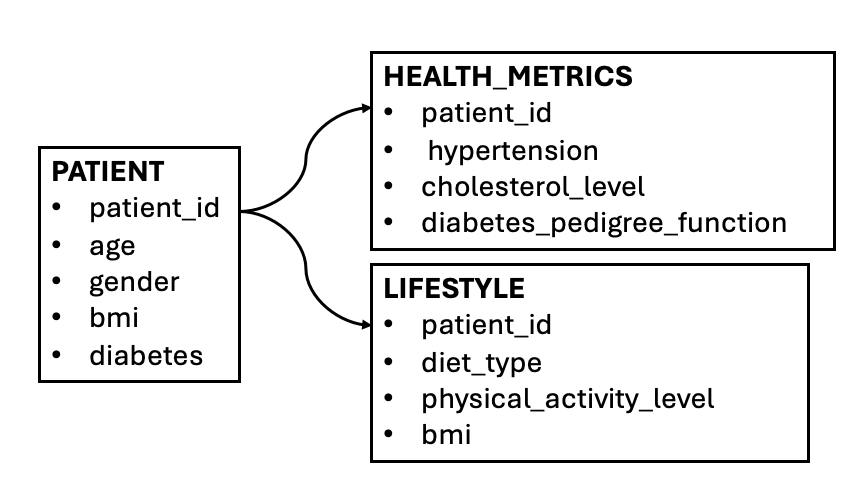 PATIENT
• patient_id
• age
• gender
• bmi
• diabetes
HEALTH_METRICS
• patient_id
• hypertension
• cholesterol_level
• diabetes_pedigree_function
LIFESTYLE
• patient_id
• diet_type
• physical_activity_level
• bmi